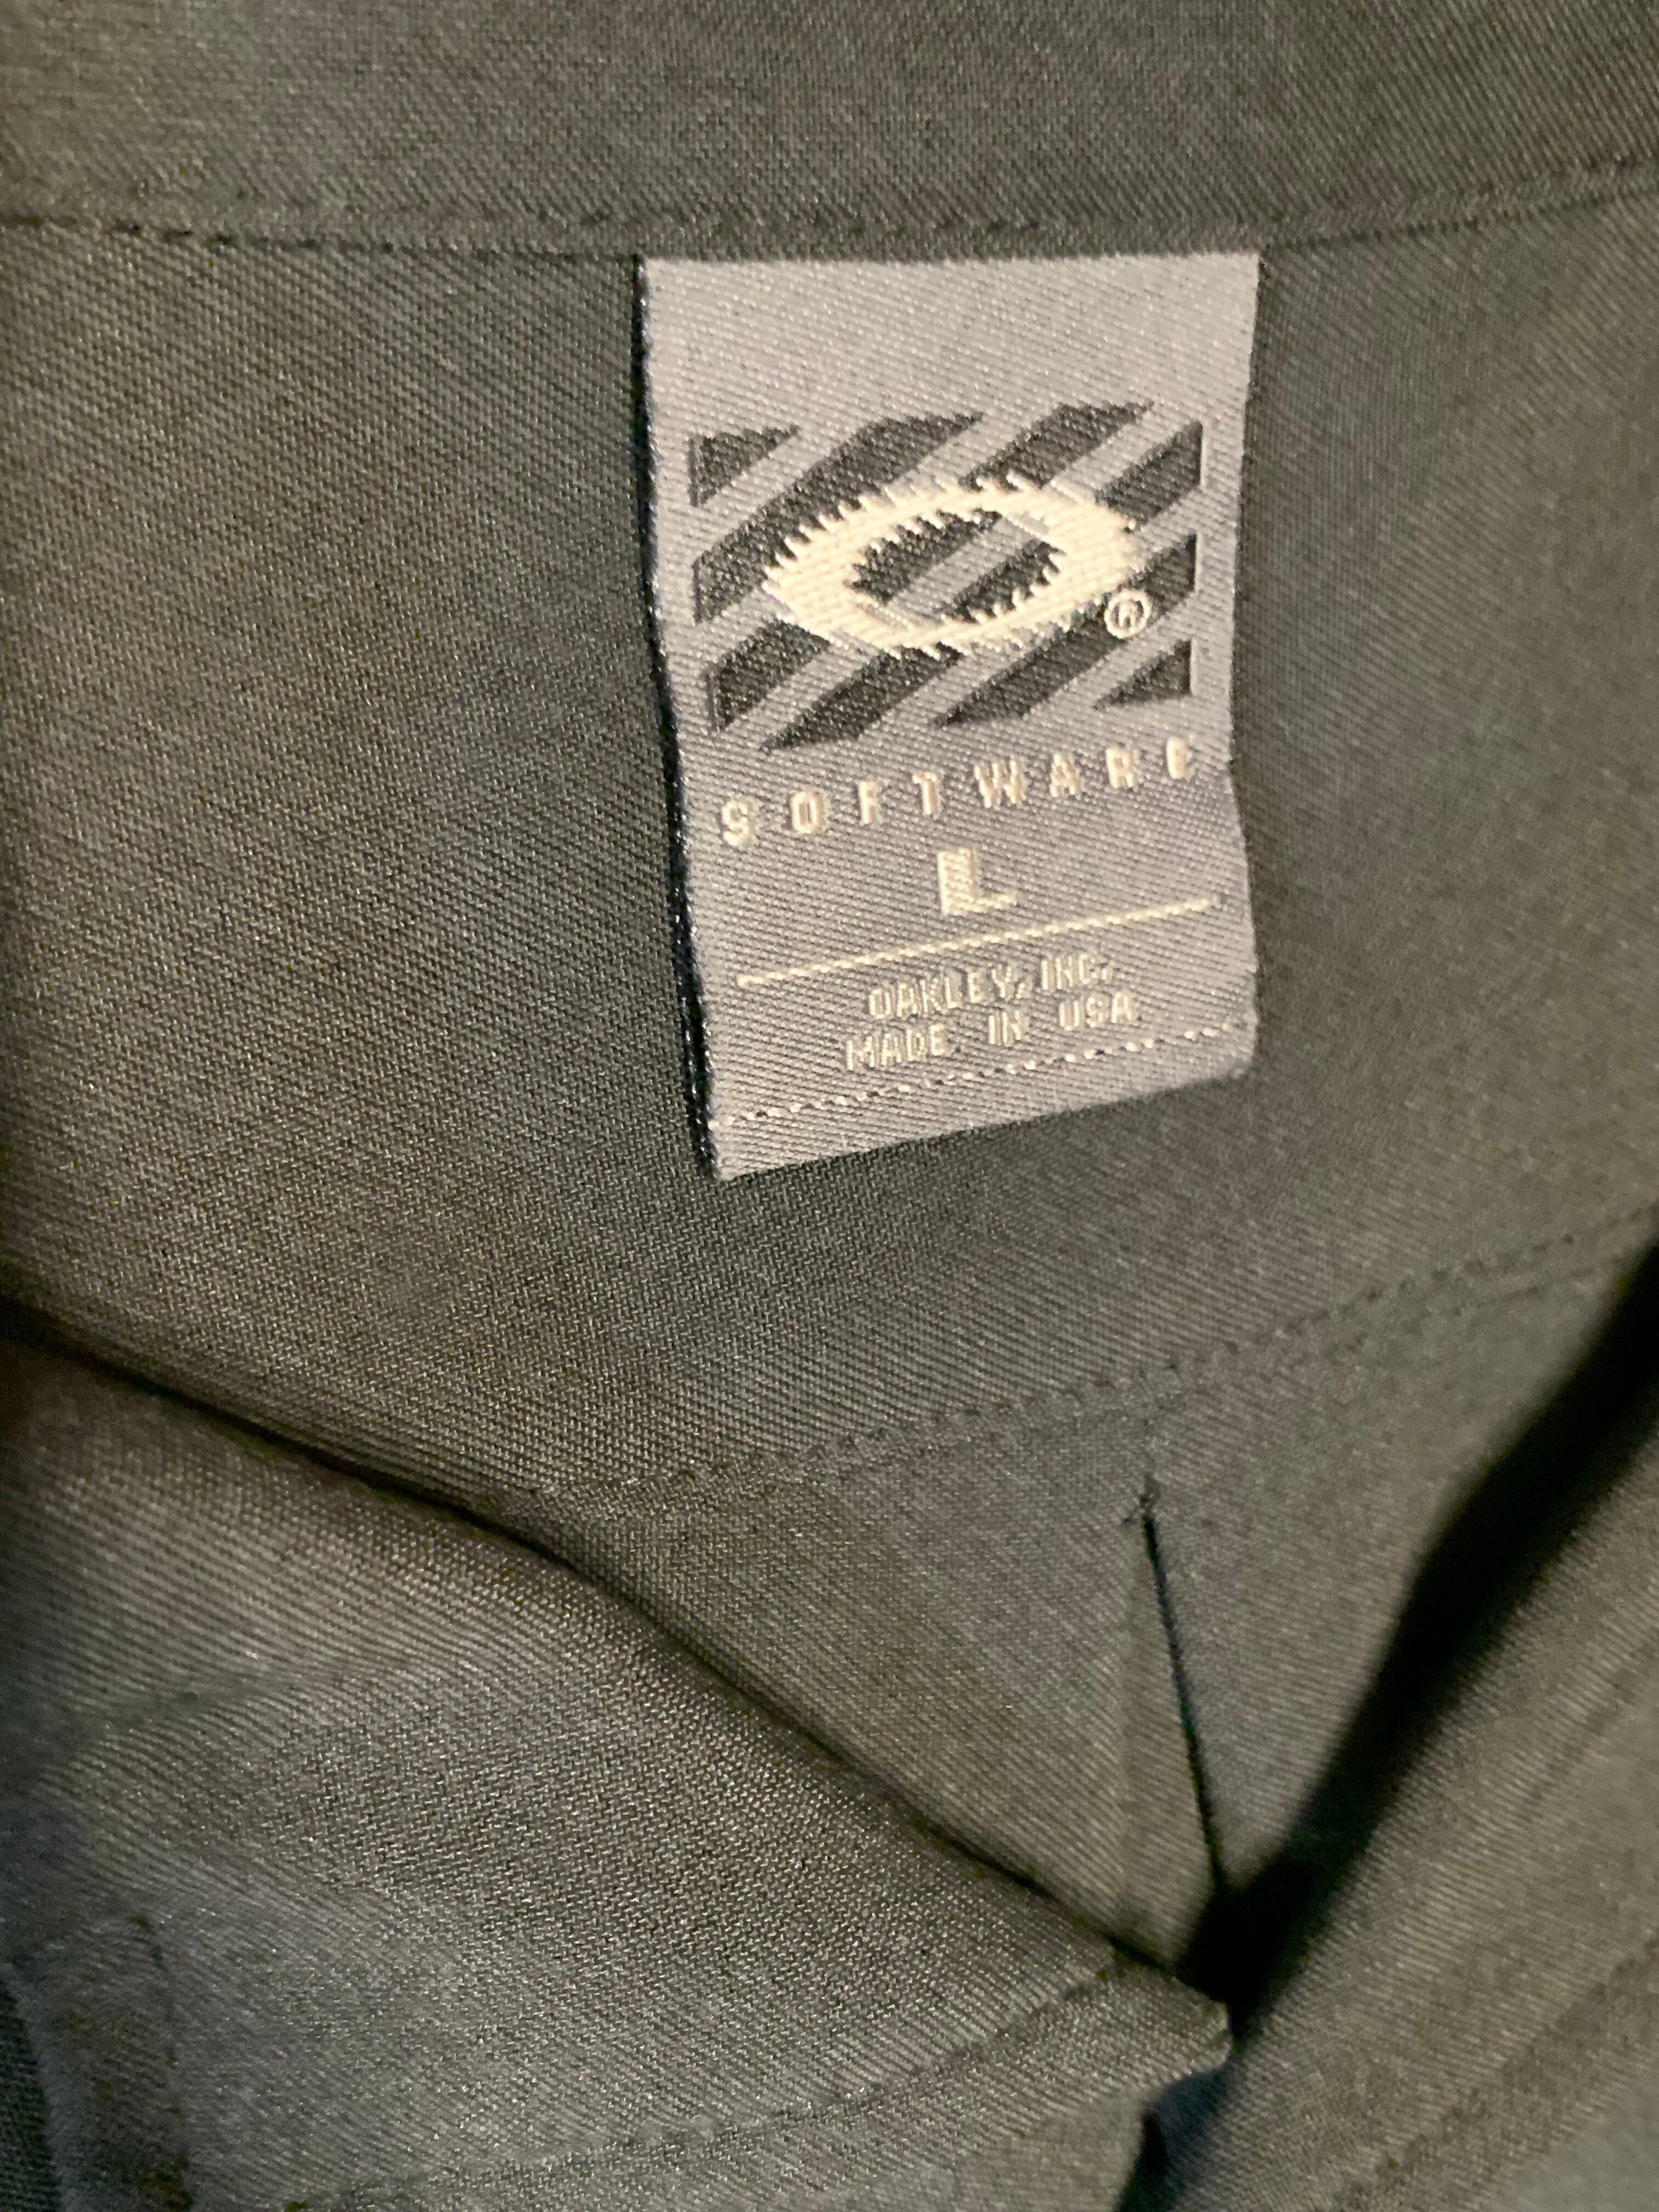 ®
SOFTWARE
L
OAKLEY, INC.
MADE IN USA